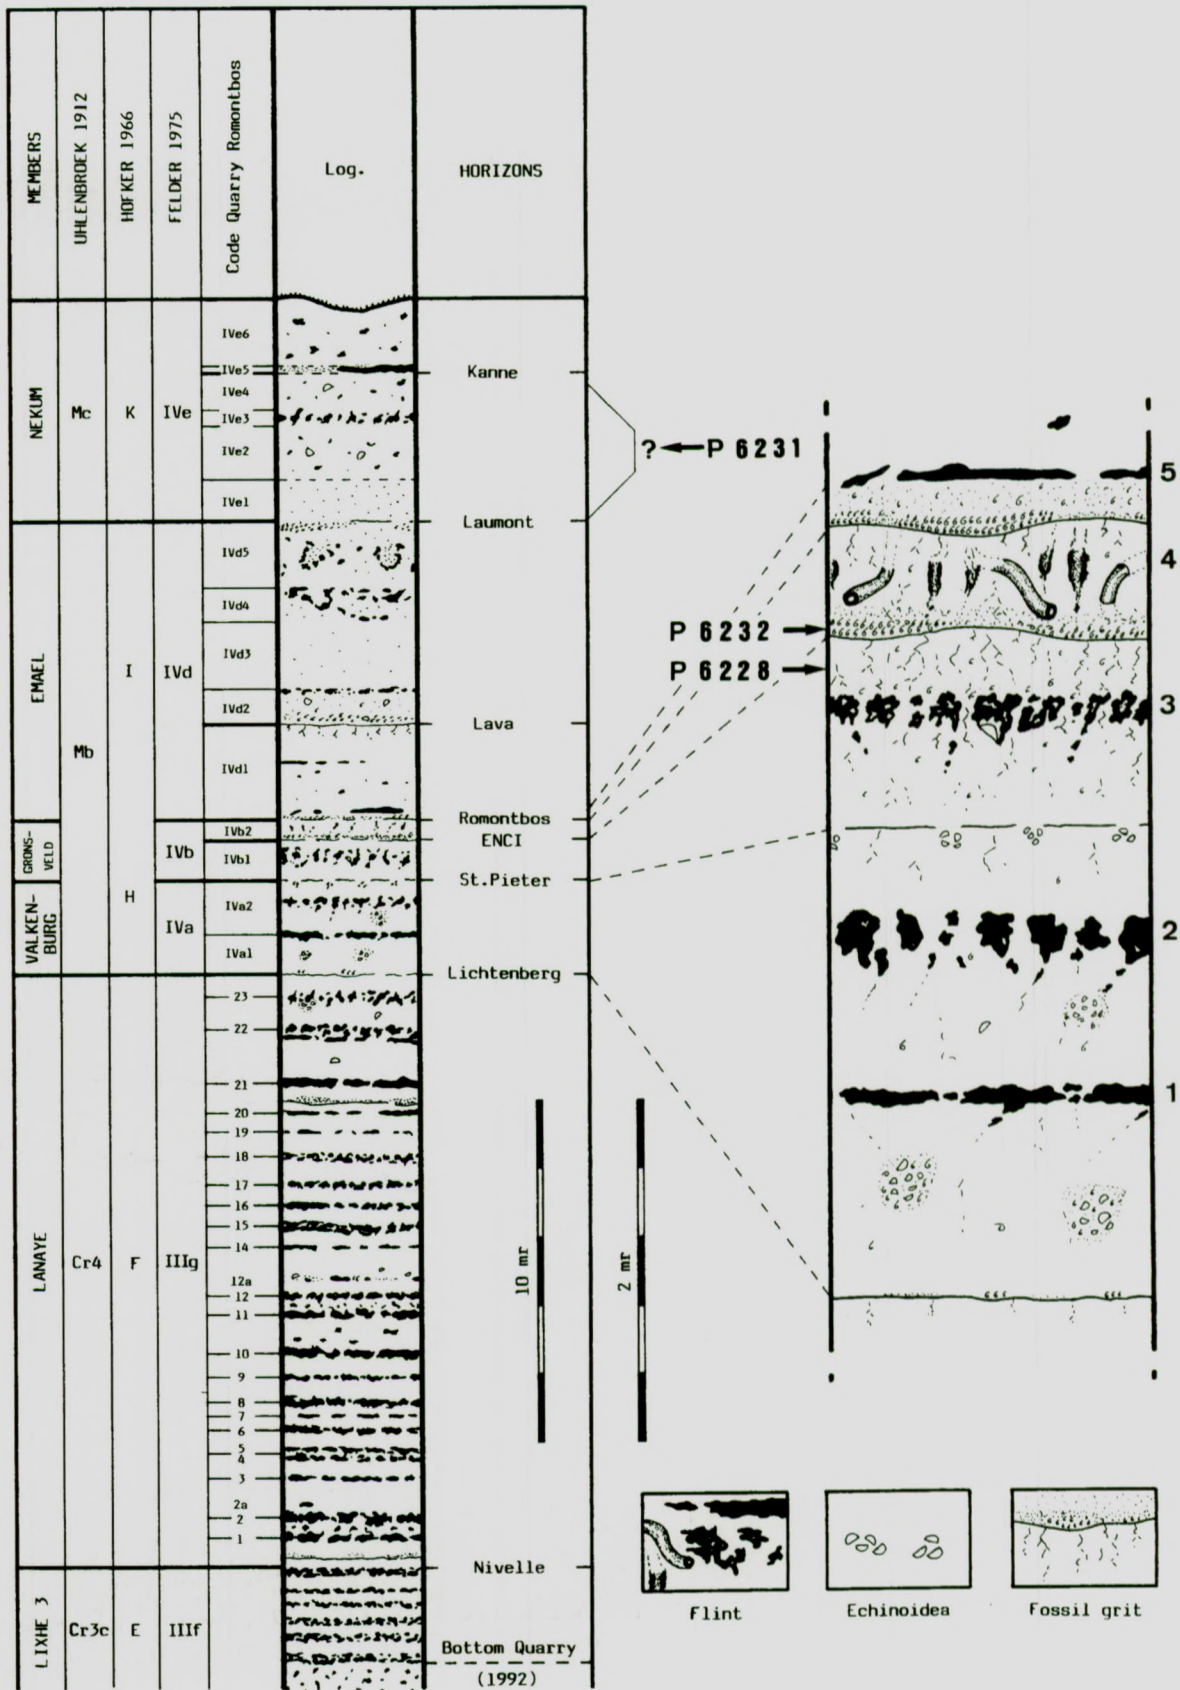 MEMBERS
UHLENBROEK 1912
HOFKER 1966
FELDER 1975
Code Quarry Romontbos
Log.
HORIZONS
NEKUM
Mc
K
IVe
IVe6
IVe5
IVe4
IVe3
IVe2
IVe1
Kanne
Laumont
? P 6231
EMAEL
Mb
I
IVd
IVd5
IVd4
IVd3
IVd2
IVd1
Lava
Romontbos
GRONS-
VELD
IVb
IVb2
IVb1
ENCI
St.Pieter
VALKEN-
BURG
H
IVa
IVa2
IVa1
Lichtenberg
LANAYE
Cr4
F
IIIg
23
22
21
20
19
18
17
16
15
14
12a
12
11
10
9
8
7
6
5
4
3
2a
2
1
Nivelle
LIXHE 3
Cr3c
E
IIIf
Bottom Quarry
(1992)
10 mr
2 mr
P 6232
P 6228
5
4
3
2
1
Flint
Echinoidea
Fossil grit